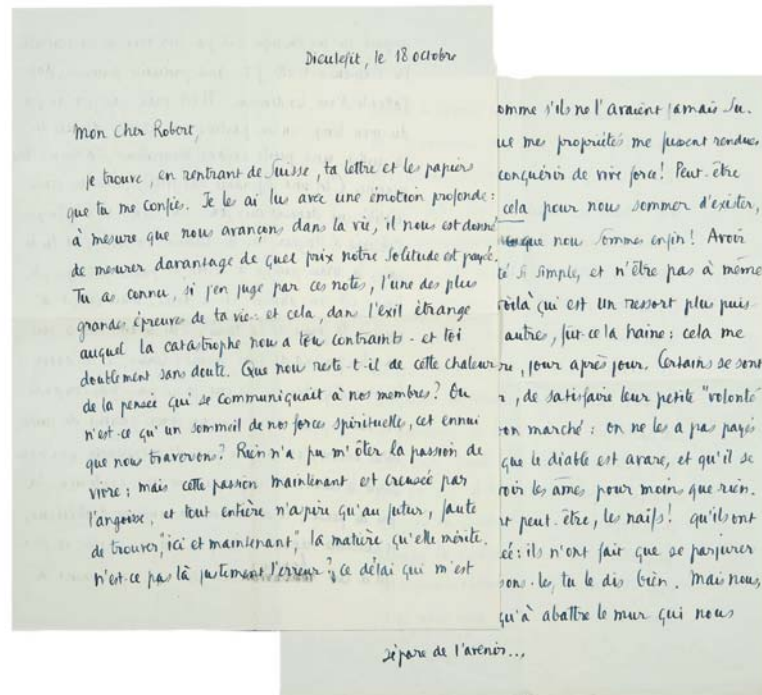 Dieulefit, le 18 octobre
Mon Cher Robert,
je trouve, en rentrant de Suisse, ta lettre et les papiers
que tu me confies. Je les ai lus avec une émotion profonde :
à mesure que nous avançons dans la vie, il nous est donné
de mesurer davantage de quel prix notre solitude est payée.
Tu as connu, si j'en juge par ces notes, l'une des plus
grandes épreuves de ta vie : et cela, dans l'exil étrange
auquel la catastrophe nous a tous contraints - et toi
doublement sans doute. Que nous reste-t-il de cette chaleur
de la pensée qui se communiquait à nos membres ? Ou
n'est-ce qu'un sommeil de nos forces spirituelles, cet ennui
que nous traversons ? Rien n'a pu m'ôter la passion de
vivre ; mais cette passion maintenant est creusée par
l'angoisse, et tout entière n'aspire qu'au futur, faute
de trouver, "ici et maintenant", la matière qu'elle mérite.
n'est-ce pas là justement l'erreur ? Ce délai qui m'est
omme s'ils ne l'avaient jamais su.
ue mes propriétés me fussent rendues
conquérir de vive force ! Peut-être
cela pour nous sommer d'exister,
que nous sommes enfin ! Avoir
té si simple, et n'être pas à même
oilà qui est un ressort plus puis-
autre, fût-ce la haine : cela me
re, jour après jour. Certains se sont
r, de satisfaire leur petite "volonté
on marché : on ne les a pas payés
que le diable est avare, et qu'il se
voir les âmes pour moins que rien.
nt peut-être, les naïfs ! qu'ils ont
cé : ils n'ont fait que se parjurer
sons-les, tu le dis bien. Mais nous,
qu'à abattre le mur qui nous
sépare de l'avenir...